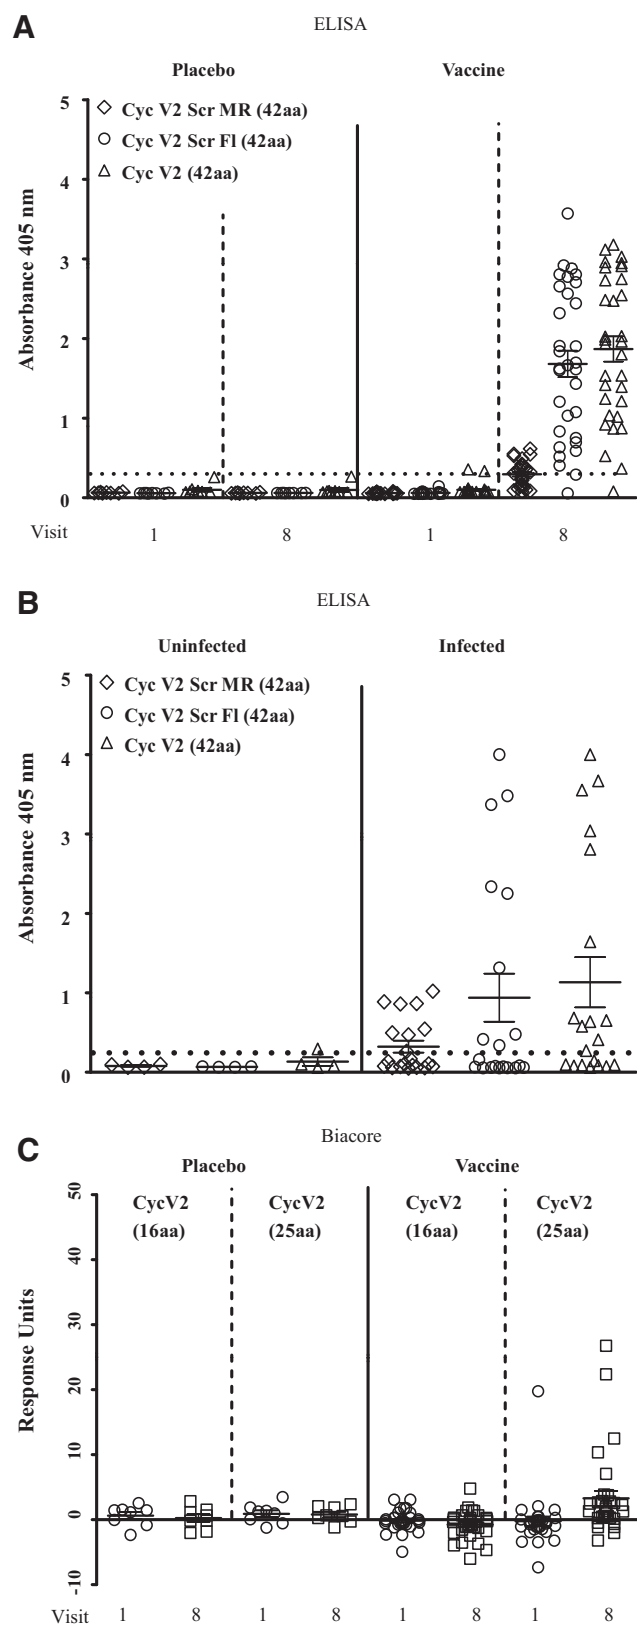 A
ELISA
Placebo
Vaccine
5
Cyc V2 Scr MR (42aa)
Cyc V2 Scr Fl (42aa)
Cyc V2 (42aa)
4
3
2
1
0
Absorbance 405 nm
Visit
1
8
1
8
B
ELISA
Uninfected
Infected
5
Cyc V2 Scr MR (42aa)
Cyc V2 Scr Fl (42aa)
Cyc V2 (42aa)
4
3
2
1
0
Absorbance 405 nm
C
Biacore
Placebo
Vaccine
50
CycV2
(16aa)
CycV2
(25aa)
CycV2
(16aa)
CycV2
(25aa)
40
30
20
10
0
-10
Response Units
Visit
1
8
1
8
1
8
1
8